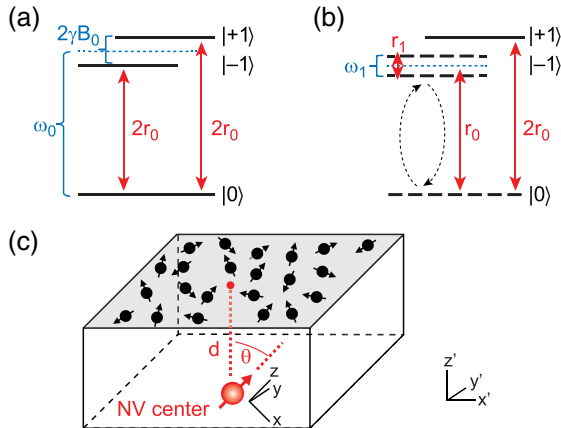 (a)
2γB₀
|+1⟩
|−1⟩
ω₀
2r₀
2r₀
|0⟩
(b)
|+1⟩
r₁
|−1⟩
ω₁
r₀
2r₀
|0⟩
(c)
d
θ
z
y
x
NV center
z'
y'
x'